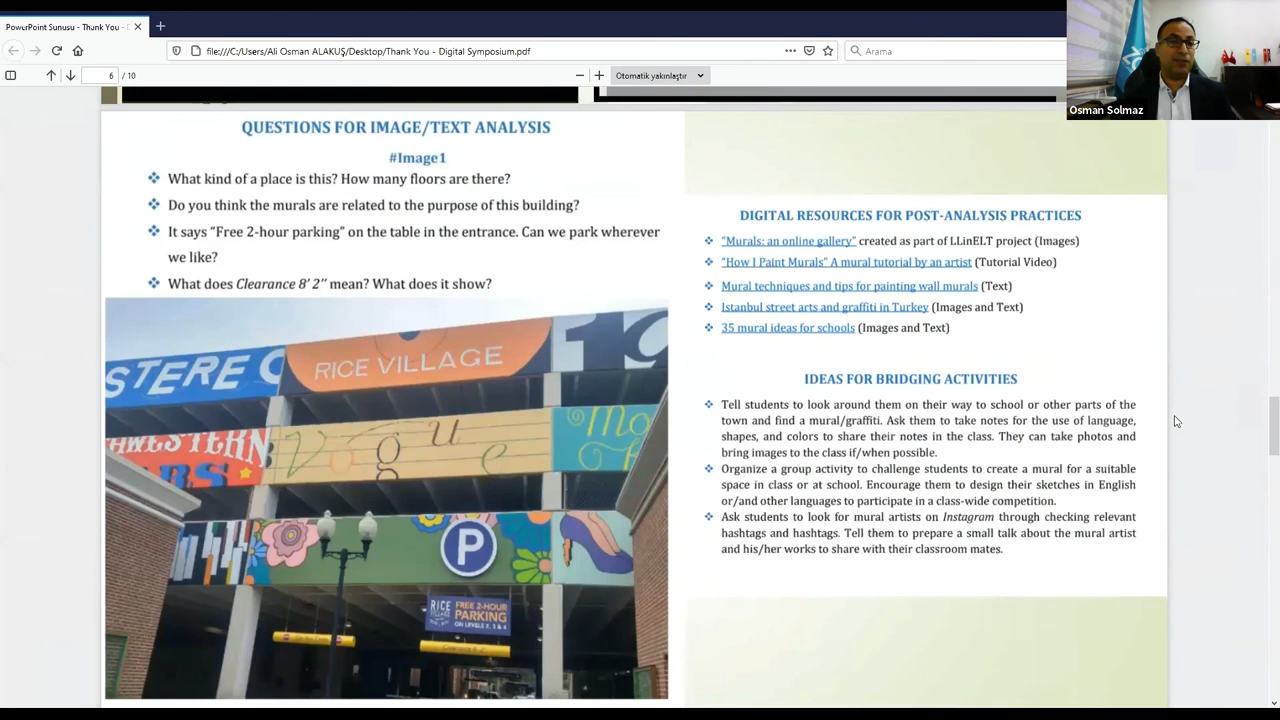 PowerPoint Sunusu - Thank You -
file:///C:/Users/Ali Osman ALAKUŞ/Desktop/Thank You - Digital Symposium.pdf
Arama
6 / 10
Otomatik yakınlaştır
Osman Solmaz
QUESTIONS FOR IMAGE/TEXT ANALYSIS
#Image1
❖ What kind of a place is this? How many floors are there?
❖ Do you think the murals are related to the purpose of this building?
❖ It says “Free 2-hour parking” on the table in the entrance. Can we park wherever
we like?
❖ What does Clearance 8’ 2’’ mean? What does it show?
STERE
RICE VILLAGE
HWESTERN
Vogue
P
RICE VILLAGE
FREE 2-HOUR
PARKING
ON LEVELS 2, 3 & 4
Clearance 8'-2"
DIGITAL RESOURCES FOR POST-ANALYSIS PRACTICES
❖ “Murals: an online gallery” created as part of LLinELT project (Images)
❖ “How I Paint Murals” A mural tutorial by an artist (Tutorial Video)
❖ Mural techniques and tips for painting wall murals (Text)
❖ Istanbul street arts and graffiti in Turkey (Images and Text)
❖ 35 mural ideas for schools (Images and Text)
IDEAS FOR BRIDGING ACTIVITIES
❖ Tell students to look around them on their way to school or other parts of the
town and find a mural/graffiti. Ask them to take notes for the use of language,
shapes, and colors to share their notes in the class. They can take photos and
bring images to the class if/when possible.
❖ Organize a group activity to challenge students to create a mural for a suitable
space in class or at school. Encourage them to design their sketches in English
or/and other languages to participate in a class-wide competition.
❖ Ask students to look for mural artists on Instagram through checking relevant
hashtags and hashtags. Tell them to prepare a small talk about the mural artist
and his/her works to share with their classroom mates.